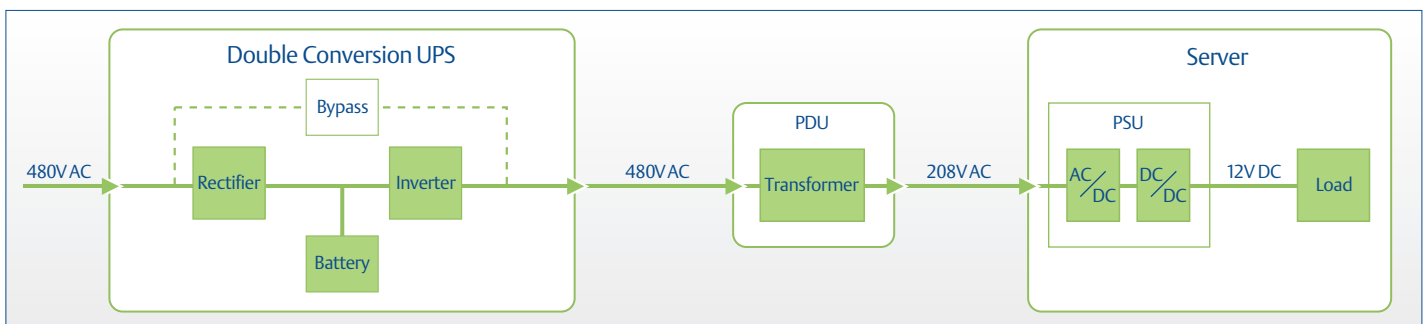 Double Conversion UPS
Bypass
480V AC
Rectifier
Inverter
Battery
480V AC
PDU
Transformer
208V AC
Server
PSU
AC/DC
DC/DC
12V DC
Load